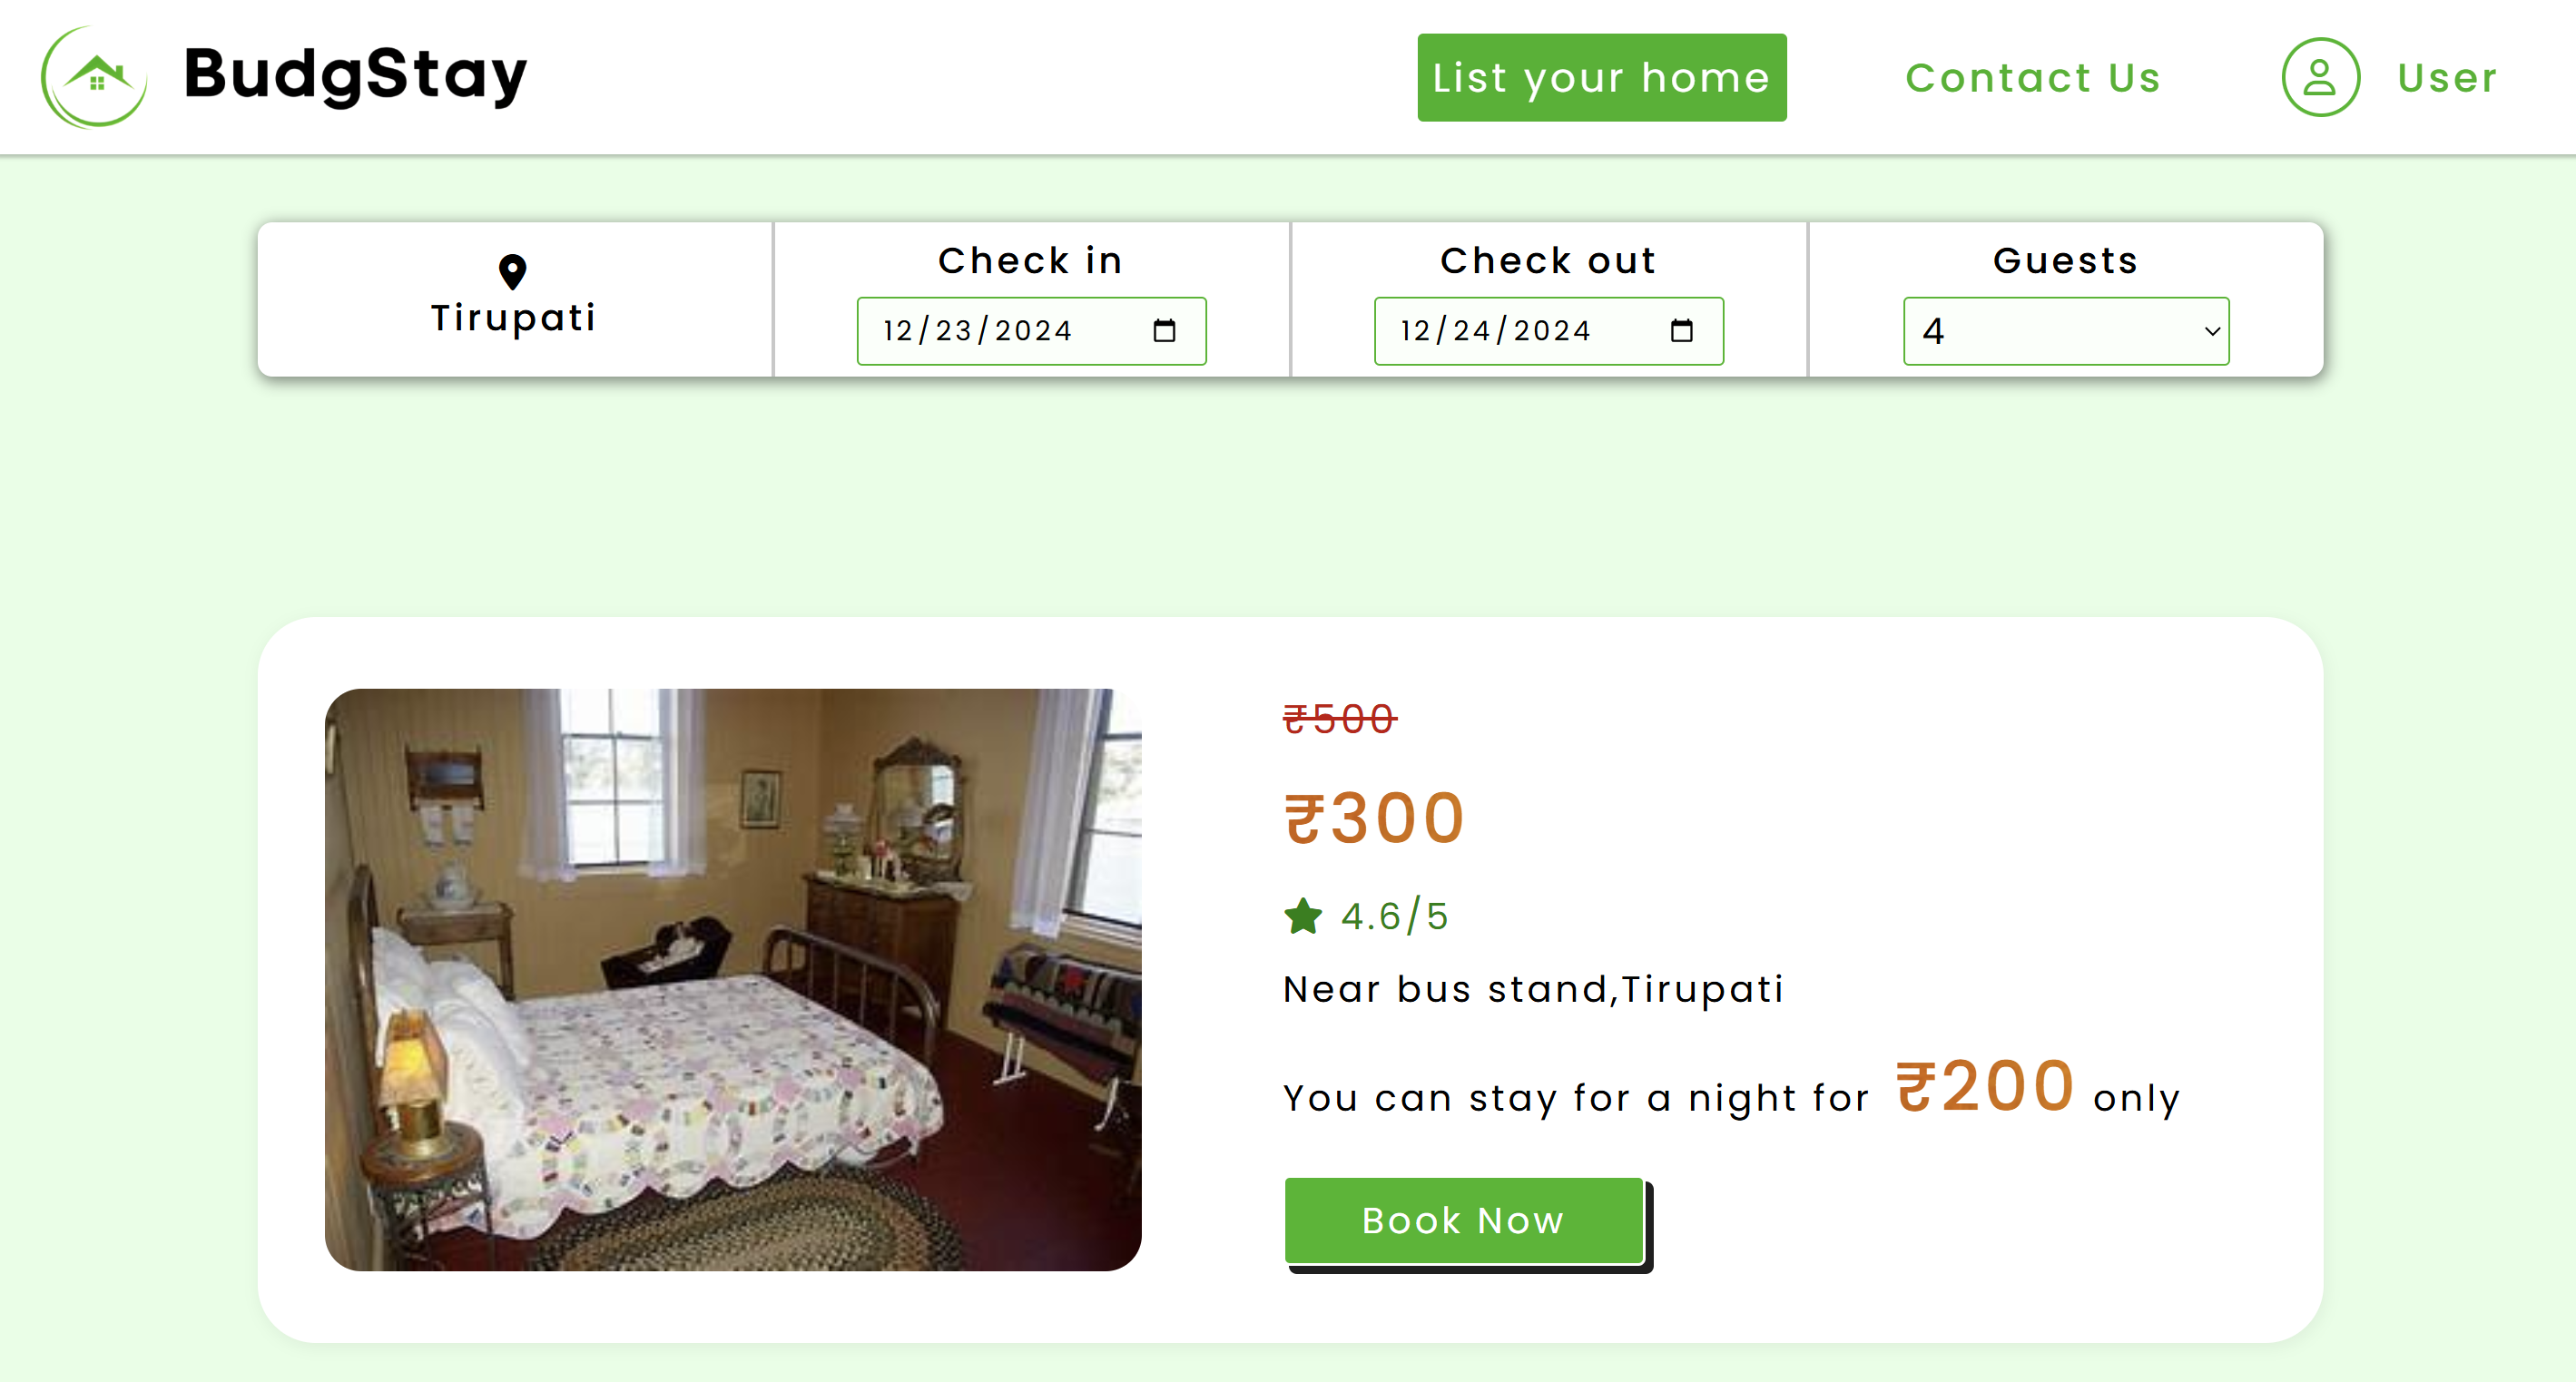 BudgStay
List your home
Contact Us
User
Tirupati
Check in
12/23/2024
Check out
12/24/2024
Guests
4
₹500
₹300
4.6/5
Near bus stand,Tirupati
You can stay for a night for ₹200 only
Book Now